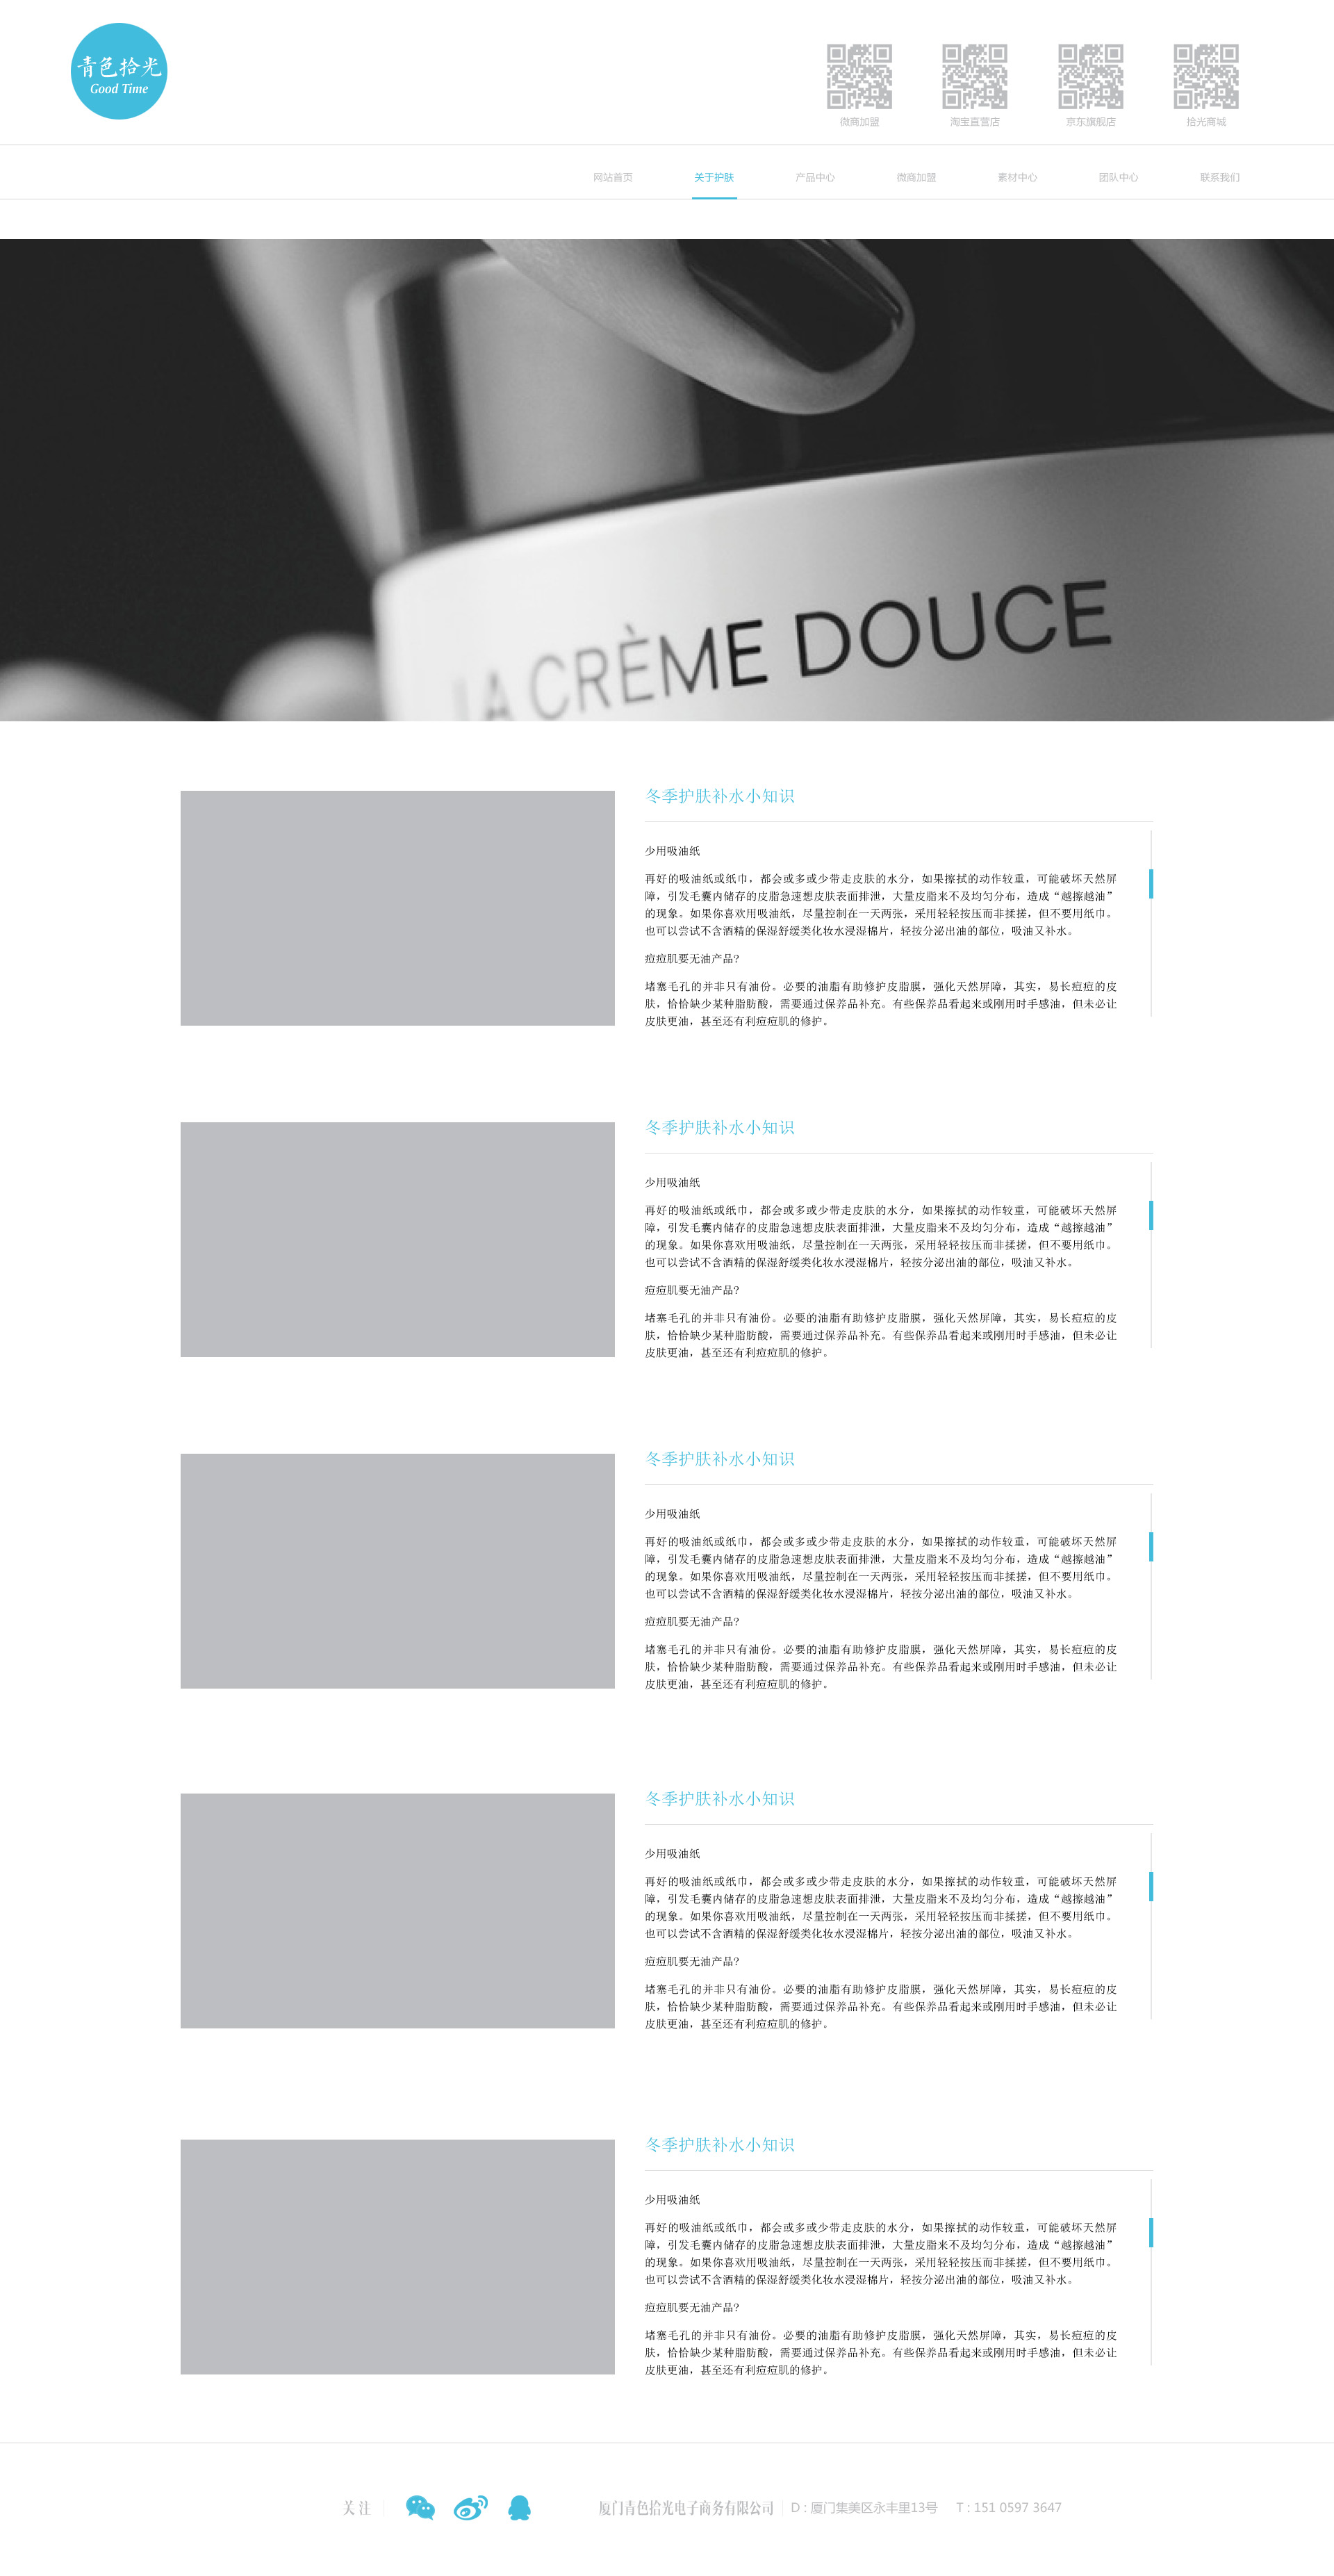 青色拾光
Good Time
微商加盟
淘宝直营店
京东旗舰店
拾光商城
网站首页
关于护肤
产品中心
微商加盟
素材中心
团队中心
联系我们
LA CRÈME DOUCE
冬季护肤补水小知识
少用吸油纸
再好的吸油纸或纸巾，都会或多或少带走皮肤的水分，如果擦拭的动作较重，可能破坏天然屏
障，引发毛囊内储存的皮脂急速想皮肤表面排泄，大量皮脂来不及均匀分布，造成“越擦越油”
的现象。如果你喜欢用吸油纸，尽量控制在一天两张，采用轻轻按压而非揉搓，但不要用纸巾。
也可以尝试不含酒精的保湿舒缓类化妆水浸湿棉片，轻按分泌出油的部位，吸油又补水。
痘痘肌要无油产品？
堵塞毛孔的并非只有油份。必要的油脂有助修护皮脂膜，强化天然屏障，其实，易长痘痘的皮
肤，恰恰缺少某种脂肪酸，需要通过保养品补充。有些保养品看起来或刚用时手感油，但未必让
皮肤更油，甚至还有利痘痘肌的修护。
冬季护肤补水小知识
少用吸油纸
再好的吸油纸或纸巾，都会或多或少带走皮肤的水分，如果擦拭的动作较重，可能破坏天然屏
障，引发毛囊内储存的皮脂急速想皮肤表面排泄，大量皮脂来不及均匀分布，造成“越擦越油”
的现象。如果你喜欢用吸油纸，尽量控制在一天两张，采用轻轻按压而非揉搓，但不要用纸巾。
也可以尝试不含酒精的保湿舒缓类化妆水浸湿棉片，轻按分泌出油的部位，吸油又补水。
痘痘肌要无油产品？
堵塞毛孔的并非只有油份。必要的油脂有助修护皮脂膜，强化天然屏障，其实，易长痘痘的皮
肤，恰恰缺少某种脂肪酸，需要通过保养品补充。有些保养品看起来或刚用时手感油，但未必让
皮肤更油，甚至还有利痘痘肌的修护。
冬季护肤补水小知识
少用吸油纸
再好的吸油纸或纸巾，都会或多或少带走皮肤的水分，如果擦拭的动作较重，可能破坏天然屏
障，引发毛囊内储存的皮脂急速想皮肤表面排泄，大量皮脂来不及均匀分布，造成“越擦越油”
的现象。如果你喜欢用吸油纸，尽量控制在一天两张，采用轻轻按压而非揉搓，但不要用纸巾。
也可以尝试不含酒精的保湿舒缓类化妆水浸湿棉片，轻按分泌出油的部位，吸油又补水。
痘痘肌要无油产品？
堵塞毛孔的并非只有油份。必要的油脂有助修护皮脂膜，强化天然屏障，其实，易长痘痘的皮
肤，恰恰缺少某种脂肪酸，需要通过保养品补充。有些保养品看起来或刚用时手感油，但未必让
皮肤更油，甚至还有利痘痘肌的修护。
冬季护肤补水小知识
少用吸油纸
再好的吸油纸或纸巾，都会或多或少带走皮肤的水分，如果擦拭的动作较重，可能破坏天然屏
障，引发毛囊内储存的皮脂急速想皮肤表面排泄，大量皮脂来不及均匀分布，造成“越擦越油”
的现象。如果你喜欢用吸油纸，尽量控制在一天两张，采用轻轻按压而非揉搓，但不要用纸巾。
也可以尝试不含酒精的保湿舒缓类化妆水浸湿棉片，轻按分泌出油的部位，吸油又补水。
痘痘肌要无油产品？
堵塞毛孔的并非只有油份。必要的油脂有助修护皮脂膜，强化天然屏障，其实，易长痘痘的皮
肤，恰恰缺少某种脂肪酸，需要通过保养品补充。有些保养品看起来或刚用时手感油，但未必让
皮肤更油，甚至还有利痘痘肌的修护。
冬季护肤补水小知识
少用吸油纸
再好的吸油纸或纸巾，都会或多或少带走皮肤的水分，如果擦拭的动作较重，可能破坏天然屏
障，引发毛囊内储存的皮脂急速想皮肤表面排泄，大量皮脂来不及均匀分布，造成“越擦越油”
的现象。如果你喜欢用吸油纸，尽量控制在一天两张，采用轻轻按压而非揉搓，但不要用纸巾。
也可以尝试不含酒精的保湿舒缓类化妆水浸湿棉片，轻按分泌出油的部位，吸油又补水。
痘痘肌要无油产品？
堵塞毛孔的并非只有油份。必要的油脂有助修护皮脂膜，强化天然屏障，其实，易长痘痘的皮
肤，恰恰缺少某种脂肪酸，需要通过保养品补充。有些保养品看起来或刚用时手感油，但未必让
皮肤更油，甚至还有利痘痘肌的修护。
关注
厦门青色拾光电子商务有限公司 D : 厦门集美区永丰里13号 T : 151 0597 3647